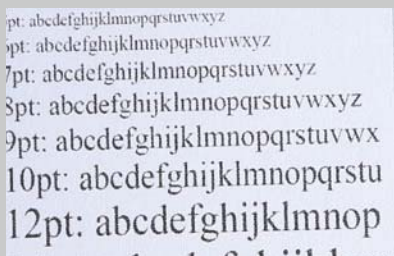 pt: abcdefghijklmnopqrstuvwxyz
pt: abcdefghijklmnopqrstuvwxyz
7pt: abcdefghijklmnopqrstuvwxyz
8pt: abcdefghijklmnopqrstuvwxyz
9pt: abcdefghijklmnopqrstuvwx
10pt: abcdefghijklmnopqrstu
12pt: abcdefghijklmnop